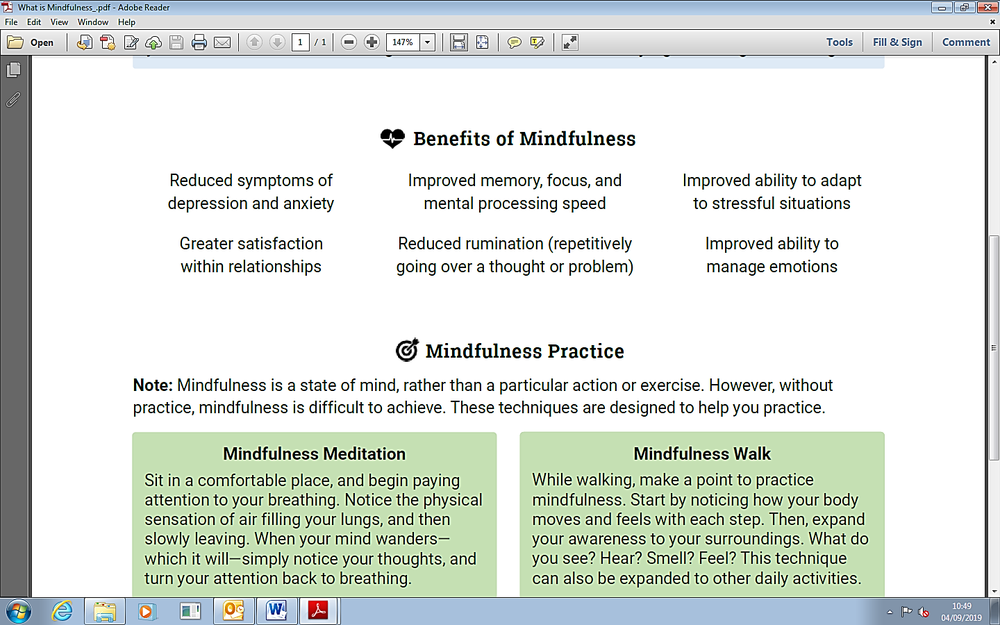 What is Mindfulness_.pdf - Adobe Reader
File Edit View Window Help
Open 1 / 1 147% Tools Fill & Sign Comment
Benefits of Mindfulness
Reduced symptoms of
depression and anxiety
Improved memory, focus, and
mental processing speed
Improved ability to adapt
to stressful situations
Greater satisfaction
within relationships
Reduced rumination (repetitively
going over a thought or problem)
Improved ability to
manage emotions
Mindfulness Practice
Note: Mindfulness is a state of mind, rather than a particular action or exercise. However, without
practice, mindfulness is difficult to achieve. These techniques are designed to help you practice.
Mindfulness Meditation
Sit in a comfortable place, and begin paying
attention to your breathing. Notice the physical
sensation of air filling your lungs, and then
slowly leaving. When your mind wanders—
which it will—simply notice your thoughts, and
turn your attention back to breathing.
Mindfulness Walk
While walking, make a point to practice
mindfulness. Start by noticing how your body
moves and feels with each step. Then, expand
your awareness to your surroundings. What do
you see? Hear? Smell? Feel? This technique
can also be expanded to other daily activities.
10:49
04/09/2019